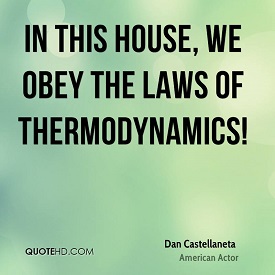 IN THIS HOUSE, WE
OBEY THE LAWS OF
THERMODYNAMICS!
Dan Castellaneta
American Actor
QUOTEHD.COM